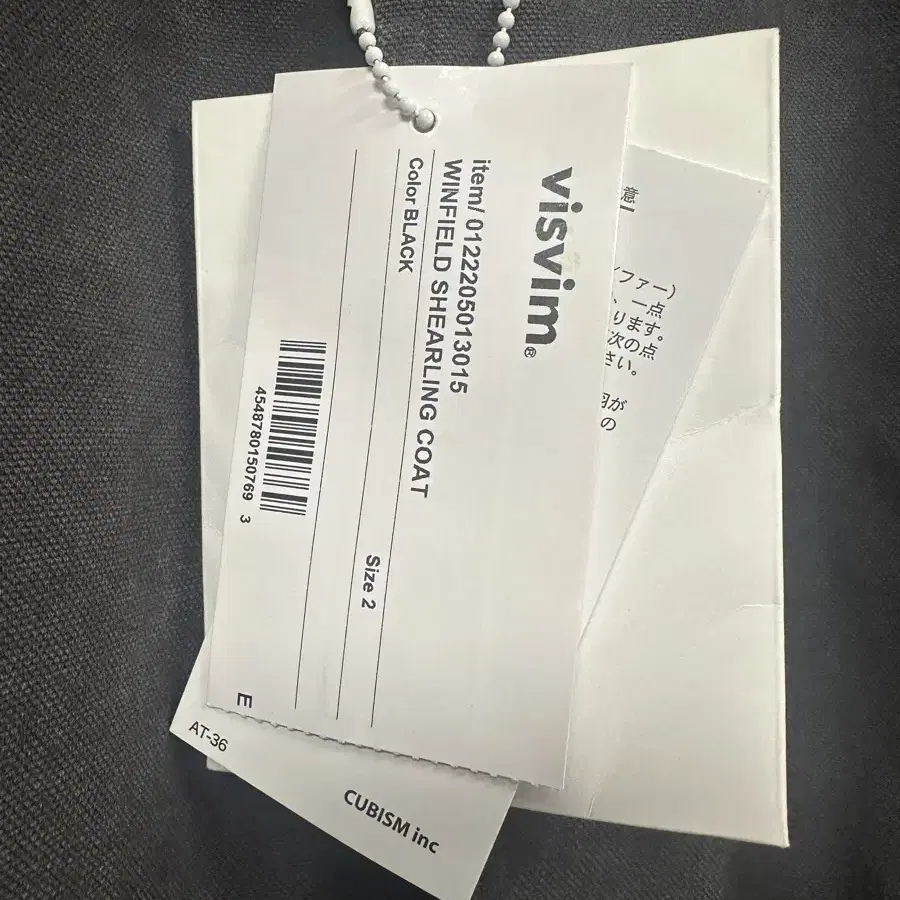 visvim®
item/ 0122205013015
WINFIELD SHEARLING COAT
Color BLACK
Size 2
4548780150769 3
E
ファー)
、一点
ります。
次の点
さい。
が
の
AT-36
CUBISM inc